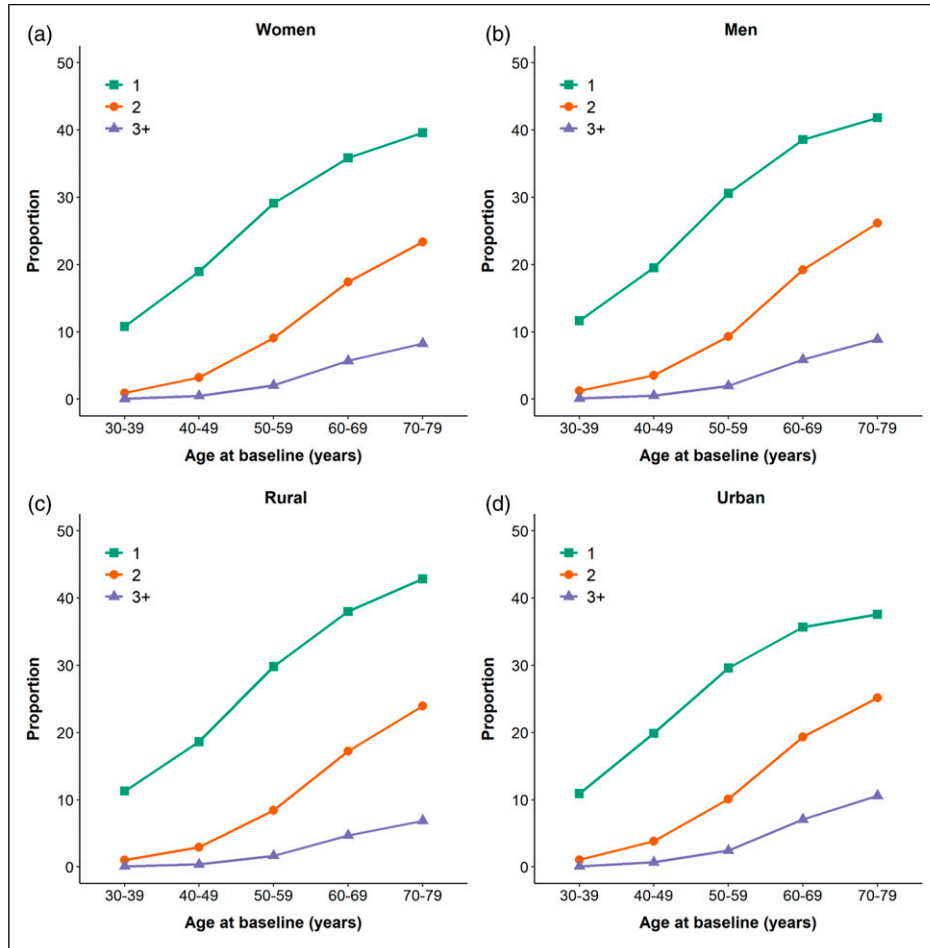 (a)
Women
50
40
30
20
10
0
Proportion
1
2
3+
30-39 40-49 50-59 60-69 70-79
Age at baseline (years)
(b)
Men
50
40
30
20
10
0
Proportion
1
2
3+
30-39 40-49 50-59 60-69 70-79
Age at baseline (years)
(c)
Rural
50
40
30
20
10
0
Proportion
1
2
3+
30-39 40-49 50-59 60-69 70-79
Age at baseline (years)
(d)
Urban
50
40
30
20
10
0
Proportion
1
2
3+
30-39 40-49 50-59 60-69 70-79
Age at baseline (years)